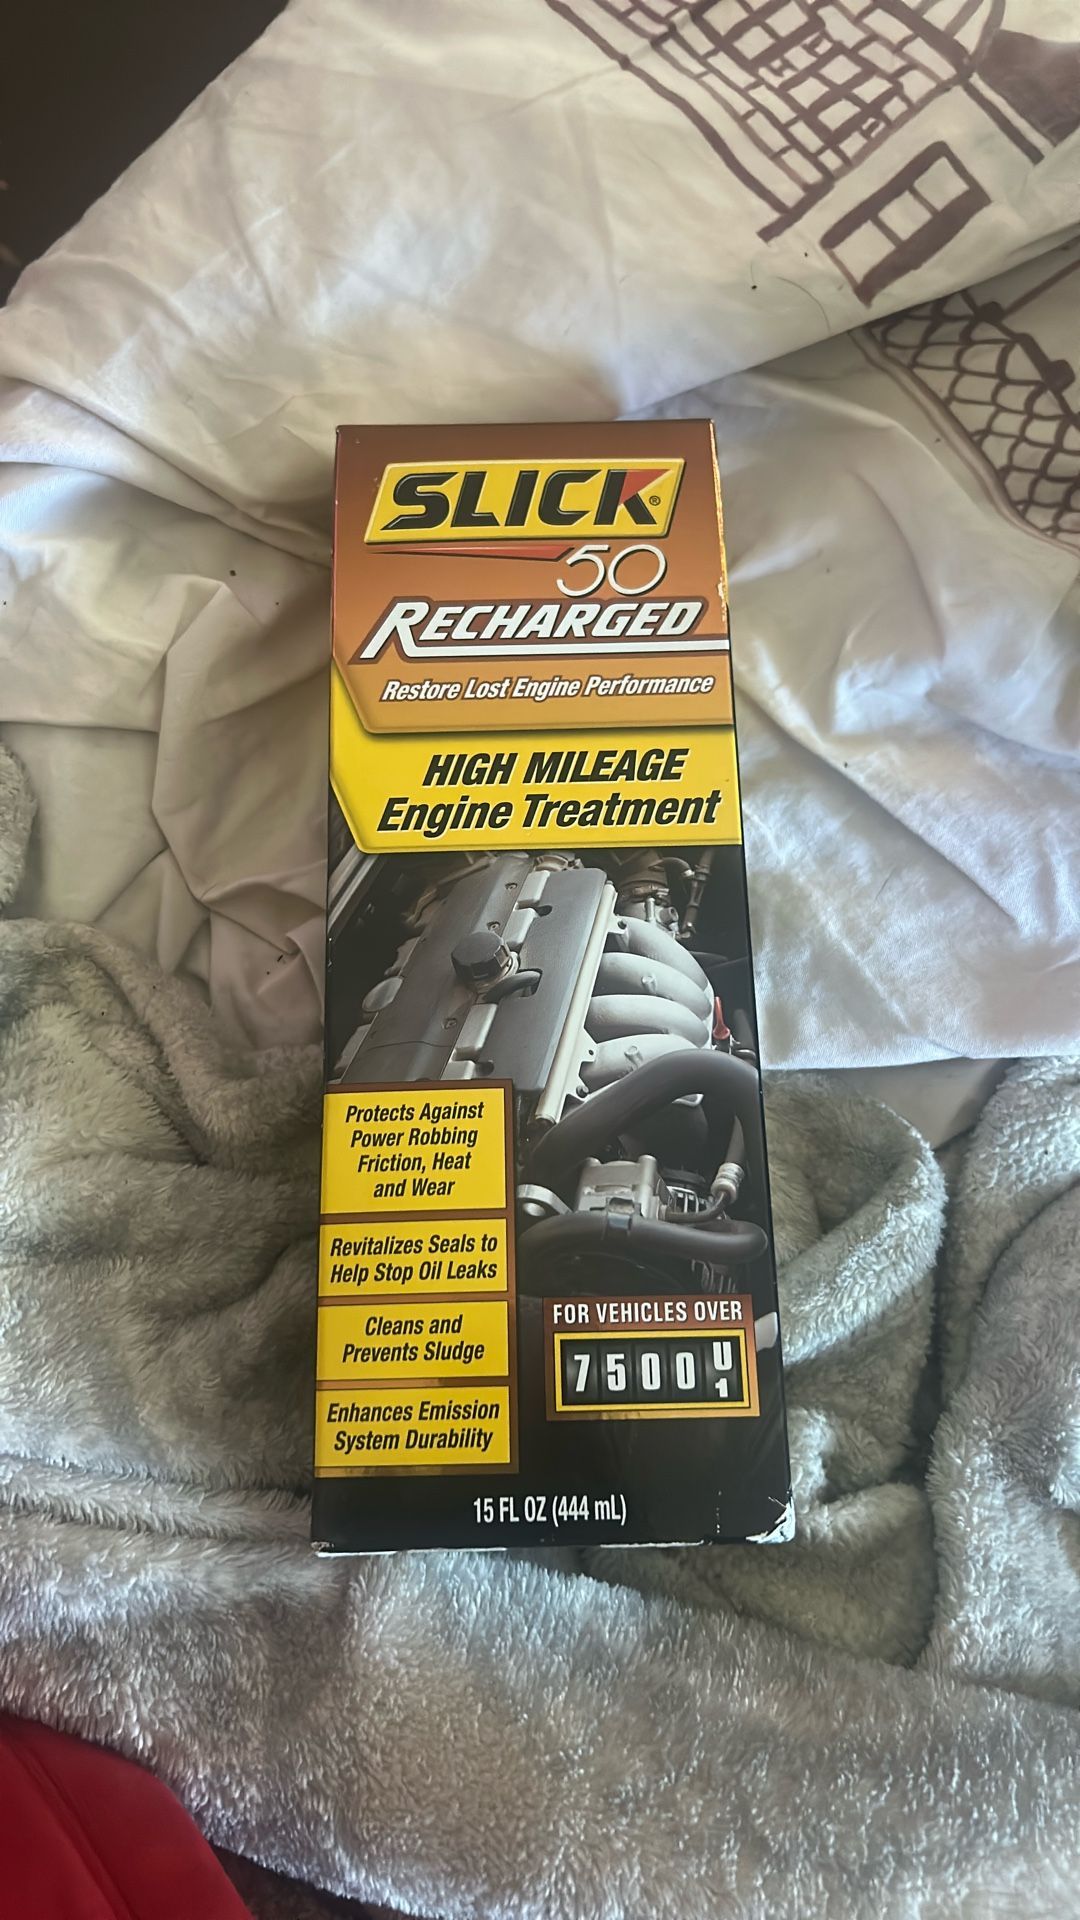 SLICK®
50
RECHARGED
Restore Lost Engine Performance
HIGH MILEAGE
Engine Treatment
Protects Against
Power Robbing
Friction, Heat
and Wear
Revitalizes Seals to
Help Stop Oil Leaks
Cleans and
Prevents Sludge
Enhances Emission
System Durability
FOR VEHICLES OVER
7500
15 FL OZ (444 mL)